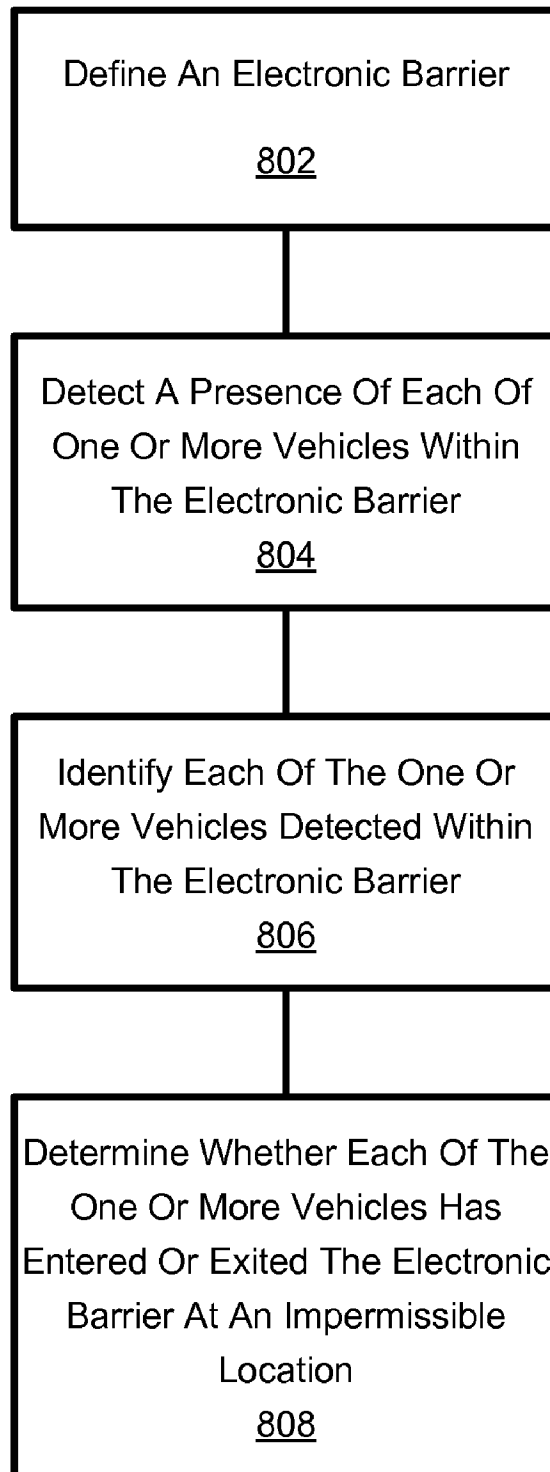 Define An Electronic Barrier
802
Detect A Presence Of Each Of
One Or More Vehicles Within
The Electronic Barrier
804
Identify Each Of The One Or
More Vehicles Detected Within
The Electronic Barrier
806
Determine Whether Each Of The
One Or More Vehicles Has
Entered Or Exited The Electronic
Barrier At An Impermissible
Location
808